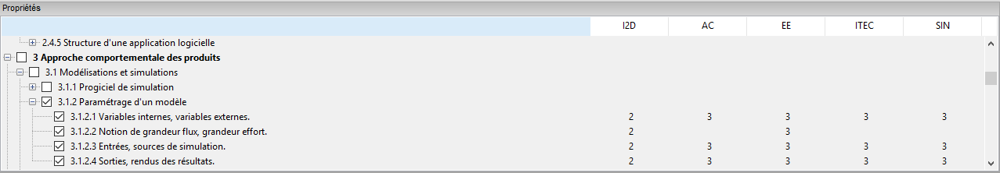 Propriétés
I2D AC EE ITEC SIN
2.4.5 Structure d'une application logicielle
3 Approche comportementale des produits
3.1 Modélisations et simulations
3.1.1 Progiciel de simulation
3.1.2 Paramétrage d'un modèle
3.1.2.1 Variables internes, variables externes. 2 3 3 3 3
3.1.2.2 Notion de grandeur flux, grandeur effort. 2 3
3.1.2.3 Entrées, sources de simulation. 2 3 3 3 3
3.1.2.4 Sorties, rendus des résultats. 2 3 3 3 3